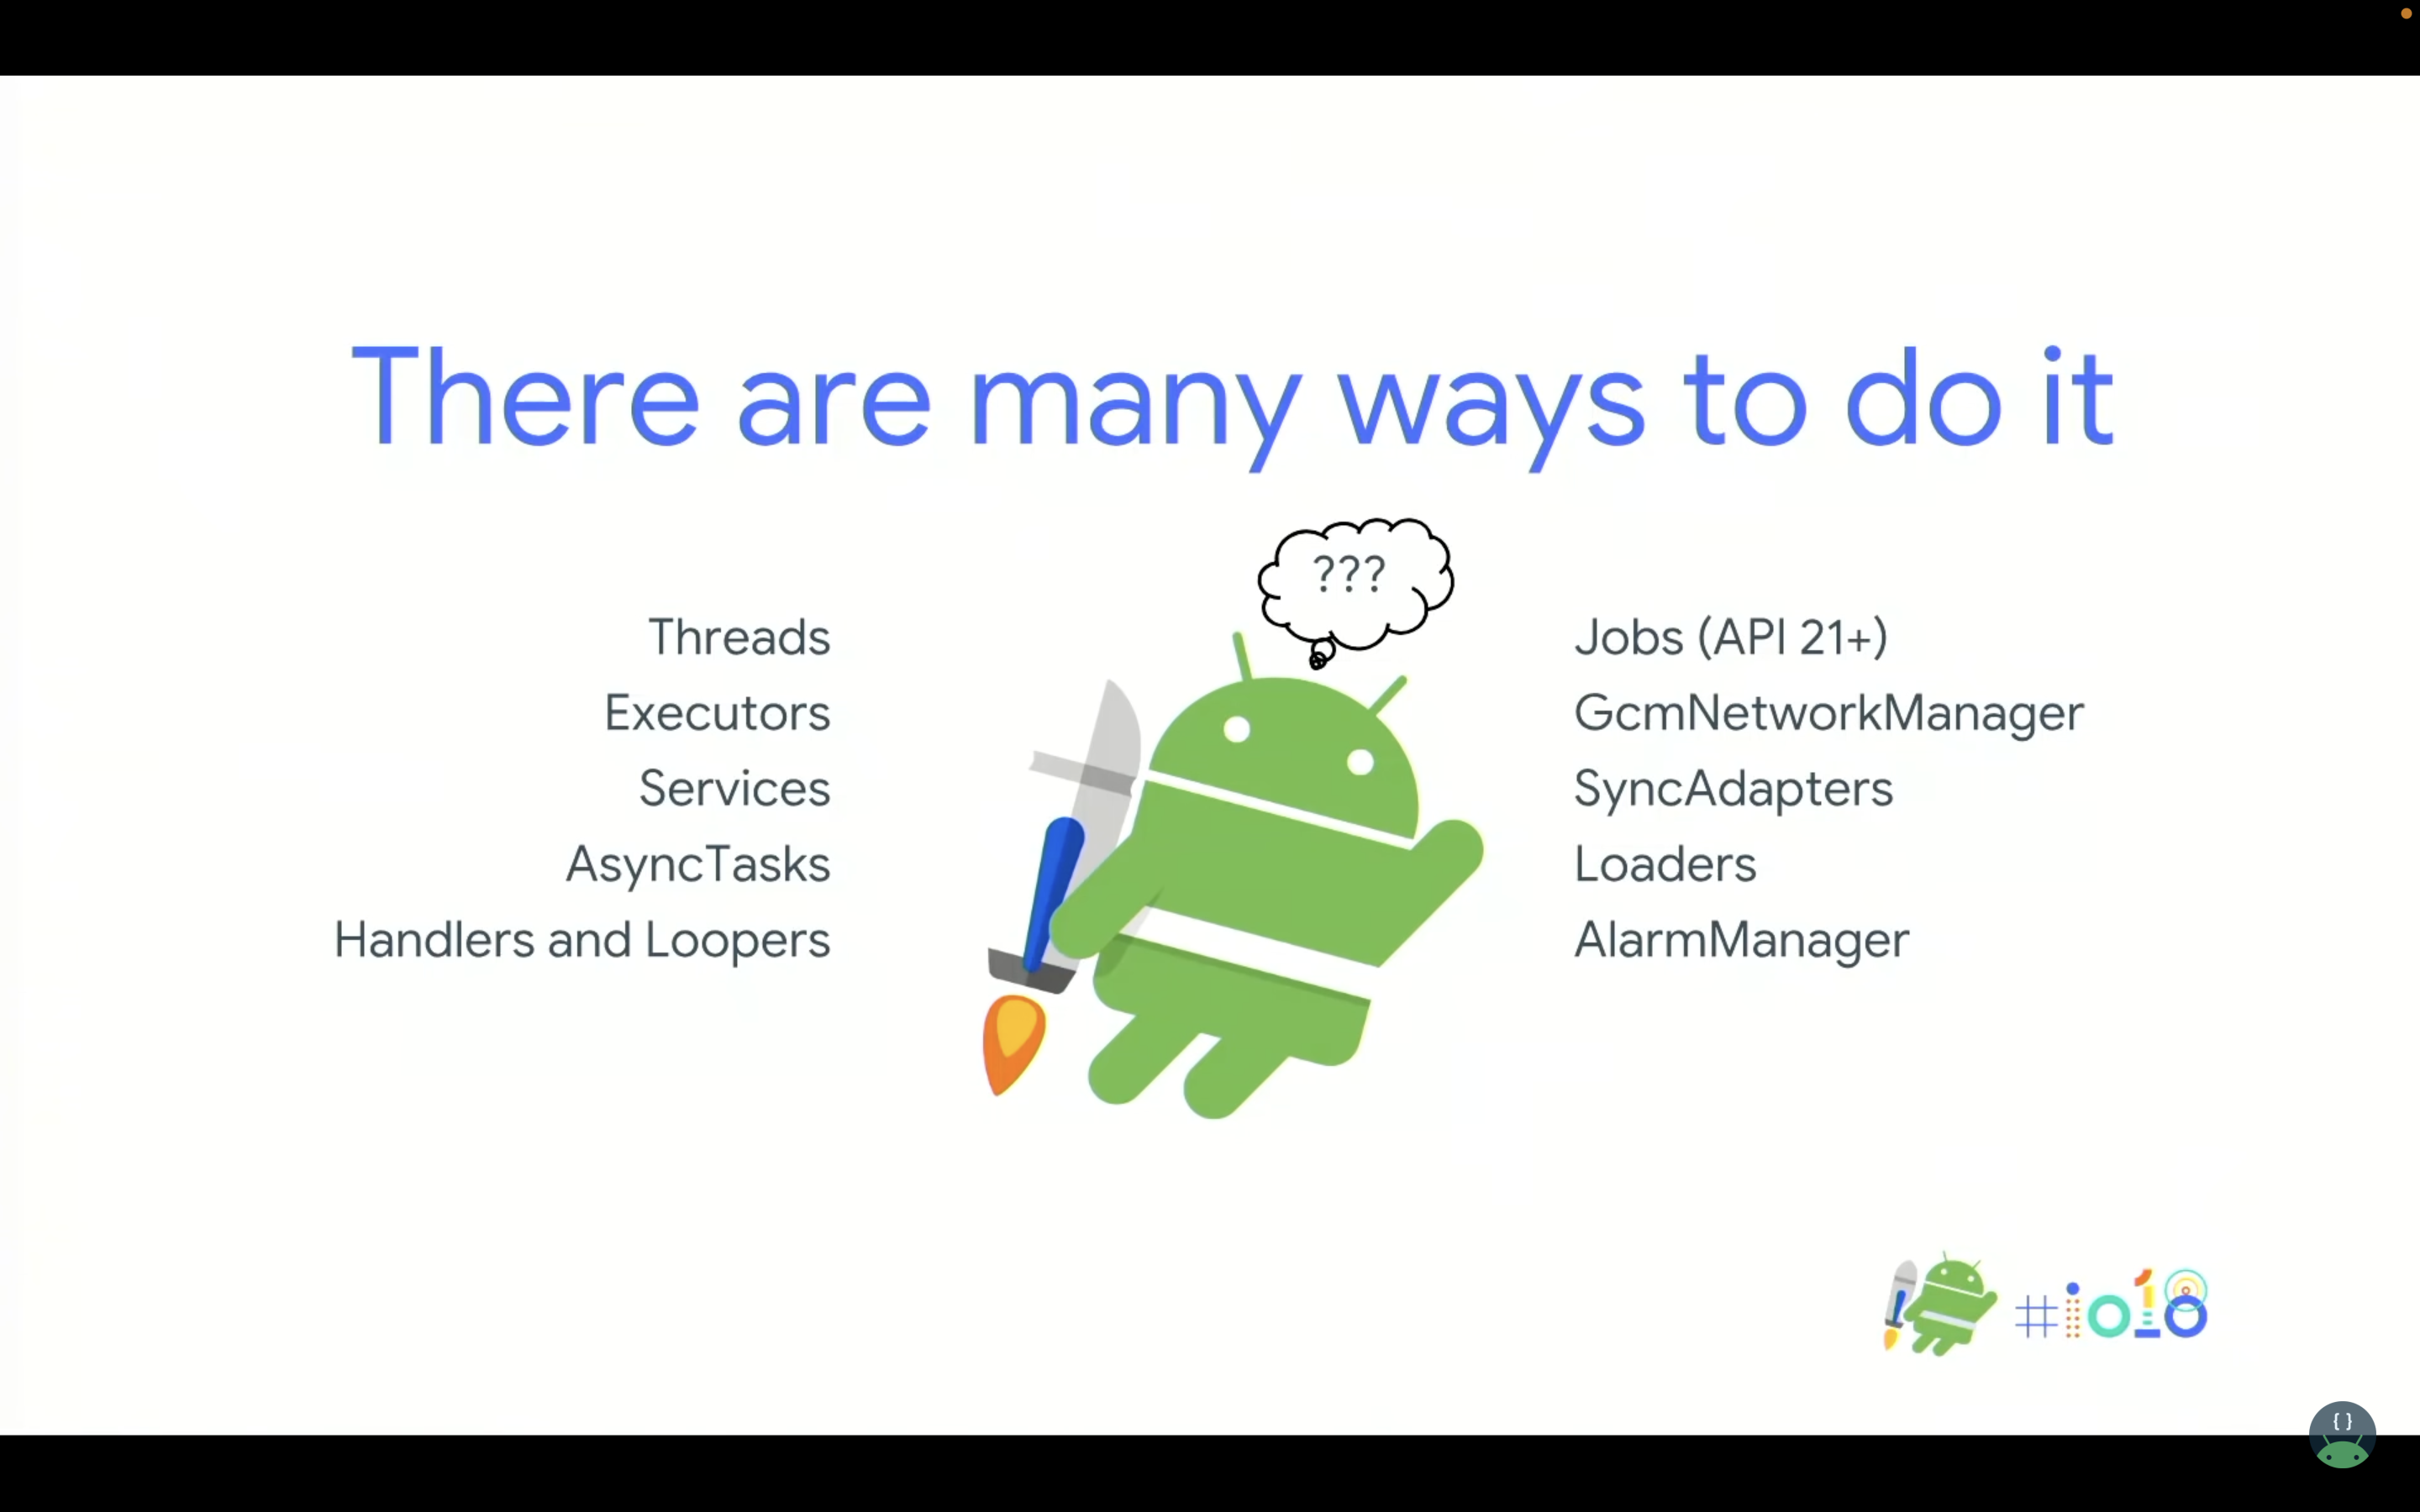 There are many ways to do it
???
Threads
Executors
Services
AsyncTasks
Handlers and Loopers
Jobs (API 21+)
GcmNetworkManager
SyncAdapters
Loaders
AlarmManager
#io18
{ }